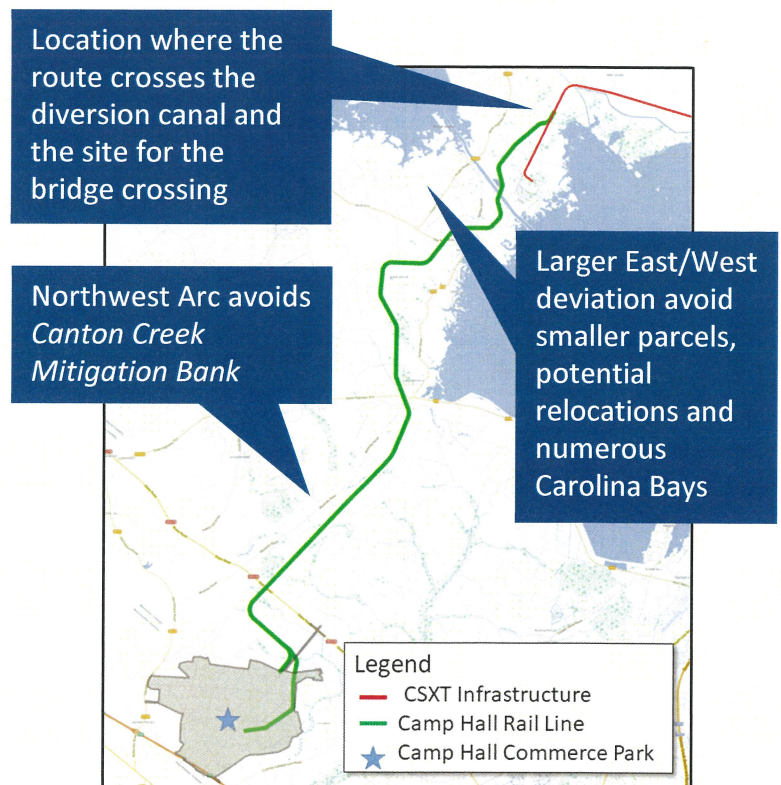 Location where the
route crosses the
diversion canal and
the site for the
bridge crossing
Northwest Arc avoids
Canton Creek
Mitigation Bank
Larger East/West
deviation avoid
smaller parcels,
potential
relocations and
numerous
Carolina Bays
Legend
CSXT Infrastructure
Camp Hall Rail Line
Camp Hall Commerce Park